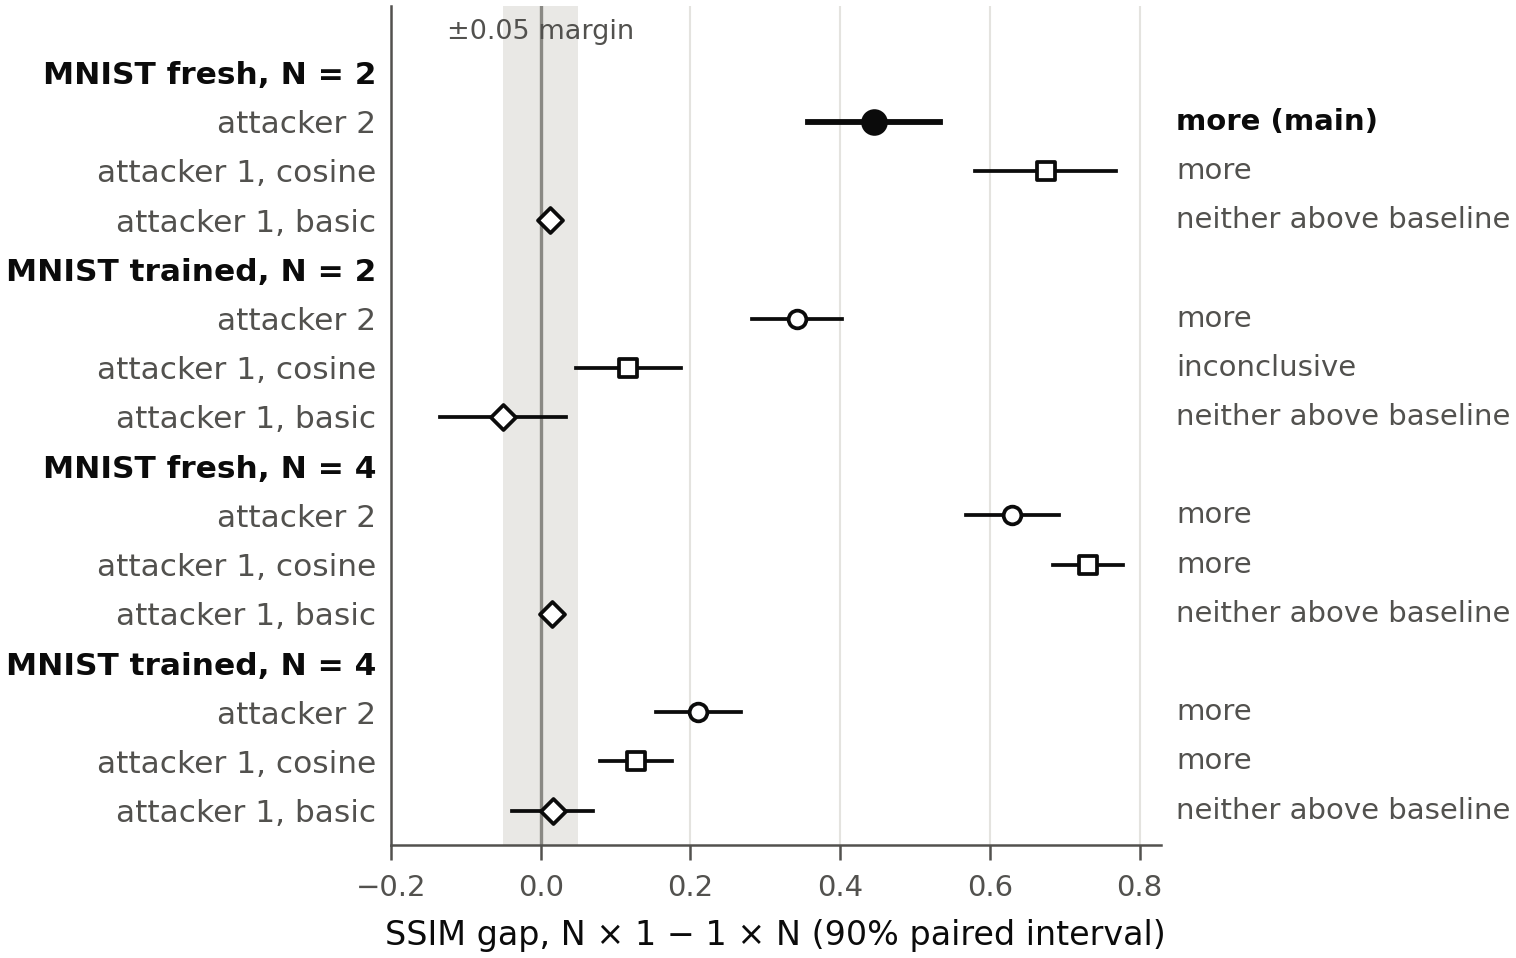 ±0.05 margin
MNIST fresh, N = 2
attacker 2 more (main)
attacker 1, cosine more
attacker 1, basic neither above baseline
MNIST trained, N = 2
attacker 2 more
attacker 1, cosine inconclusive
attacker 1, basic neither above baseline
MNIST fresh, N = 4
attacker 2 more
attacker 1, cosine more
attacker 1, basic neither above baseline
MNIST trained, N = 4
attacker 2 more
attacker 1, cosine more
attacker 1, basic neither above baseline
−0.2 0.0 0.2 0.4 0.6 0.8
SSIM gap, N × 1 − 1 × N (90% paired interval)